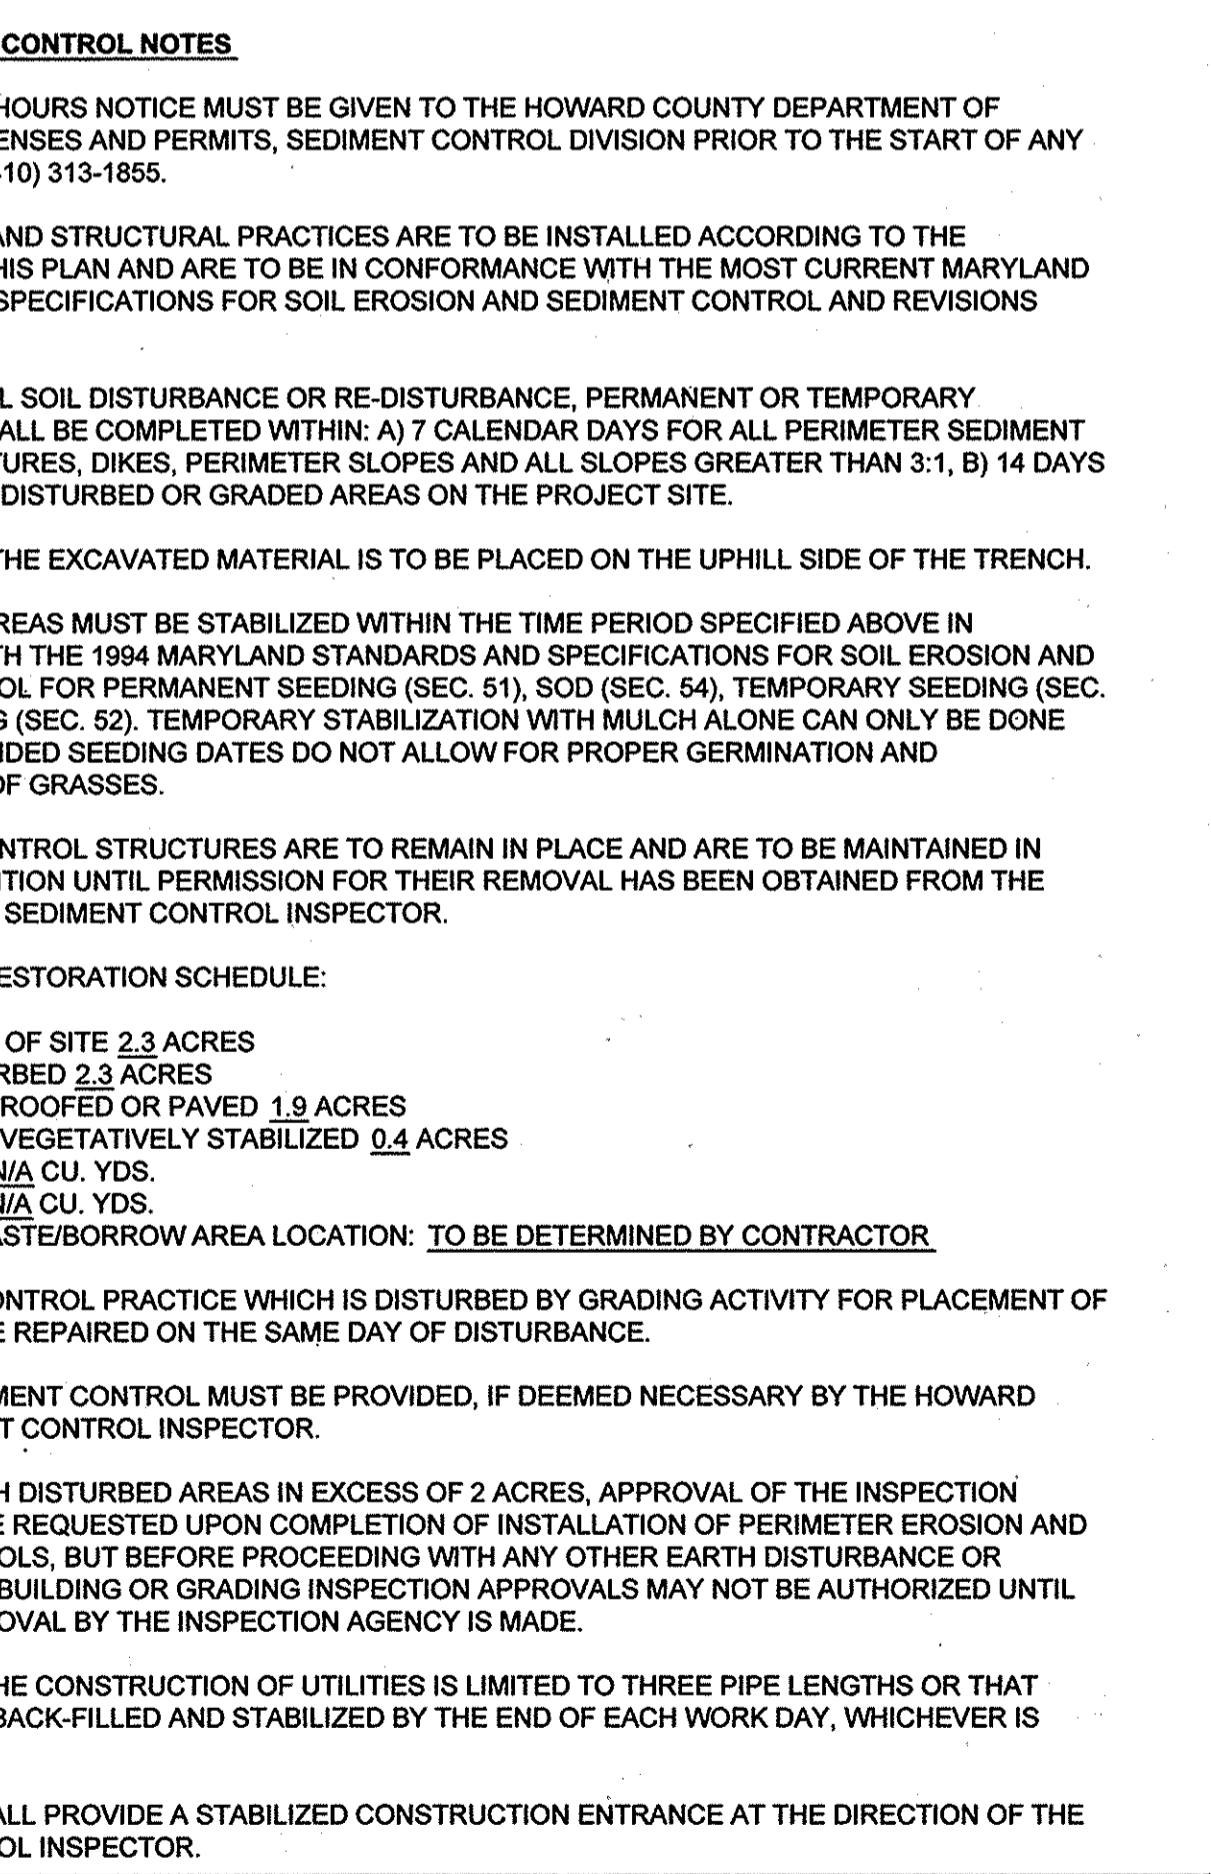 CONTROL NOTES
HOURS NOTICE MUST BE GIVEN TO THE HOWARD COUNTY DEPARTMENT OF
ENSES AND PERMITS, SEDIMENT CONTROL DIVISION PRIOR TO THE START OF ANY
10) 313-1855.
AND STRUCTURAL PRACTICES ARE TO BE INSTALLED ACCORDING TO THE
HIS PLAN AND ARE TO BE IN CONFORMANCE WITH THE MOST CURRENT MARYLAND
SPECIFICATIONS FOR SOIL EROSION AND SEDIMENT CONTROL AND REVISIONS
L SOIL DISTURBANCE OR RE-DISTURBANCE, PERMANENT OR TEMPORARY
ALL BE COMPLETED WITHIN: A) 7 CALENDAR DAYS FOR ALL PERIMETER SEDIMENT
TURES, DIKES, PERIMETER SLOPES AND ALL SLOPES GREATER THAN 3:1, B) 14 DAYS
DISTURBED OR GRADED AREAS ON THE PROJECT SITE.
THE EXCAVATED MATERIAL IS TO BE PLACED ON THE UPHILL SIDE OF THE TRENCH.
REAS MUST BE STABILIZED WITHIN THE TIME PERIOD SPECIFIED ABOVE IN
TH THE 1994 MARYLAND STANDARDS AND SPECIFICATIONS FOR SOIL EROSION AND
OL FOR PERMANENT SEEDING (SEC. 51), SOD (SEC. 54), TEMPORARY SEEDING (SEC.
G (SEC. 52). TEMPORARY STABILIZATION WITH MULCH ALONE CAN ONLY BE DONE
IDED SEEDING DATES DO NOT ALLOW FOR PROPER GERMINATION AND
OF GRASSES.
NTROL STRUCTURES ARE TO REMAIN IN PLACE AND ARE TO BE MAINTAINED IN
ITION UNTIL PERMISSION FOR THEIR REMOVAL HAS BEEN OBTAINED FROM THE
SEDIMENT CONTROL INSPECTOR.
ESTORATION SCHEDULE:
OF SITE 2.3 ACRES
RBED 2.3 ACRES
ROOFED OR PAVED 1.9 ACRES
VEGETATIVELY STABILIZED 0.4 ACRES
N/A CU. YDS.
N/A CU. YDS.
ASTE/BORROW AREA LOCATION: TO BE DETERMINED BY CONTRACTOR
ONTROL PRACTICE WHICH IS DISTURBED BY GRADING ACTIVITY FOR PLACEMENT OF
E REPAIRED ON THE SAME DAY OF DISTURBANCE.
MENT CONTROL MUST BE PROVIDED, IF DEEMED NECESSARY BY THE HOWARD
T CONTROL INSPECTOR.
H DISTURBED AREAS IN EXCESS OF 2 ACRES, APPROVAL OF THE INSPECTION
E REQUESTED UPON COMPLETION OF INSTALLATION OF PERIMETER EROSION AND
OLS, BUT BEFORE PROCEEDING WITH ANY OTHER EARTH DISTURBANCE OR
BUILDING OR GRADING INSPECTION APPROVALS MAY NOT BE AUTHORIZED UNTIL
OVAL BY THE INSPECTION AGENCY IS MADE.
HE CONSTRUCTION OF UTILITIES IS LIMITED TO THREE PIPE LENGTHS OR THAT
BACK-FILLED AND STABILIZED BY THE END OF EACH WORK DAY, WHICHEVER IS
ALL PROVIDE A STABILIZED CONSTRUCTION ENTRANCE AT THE DIRECTION OF THE
OL INSPECTOR.